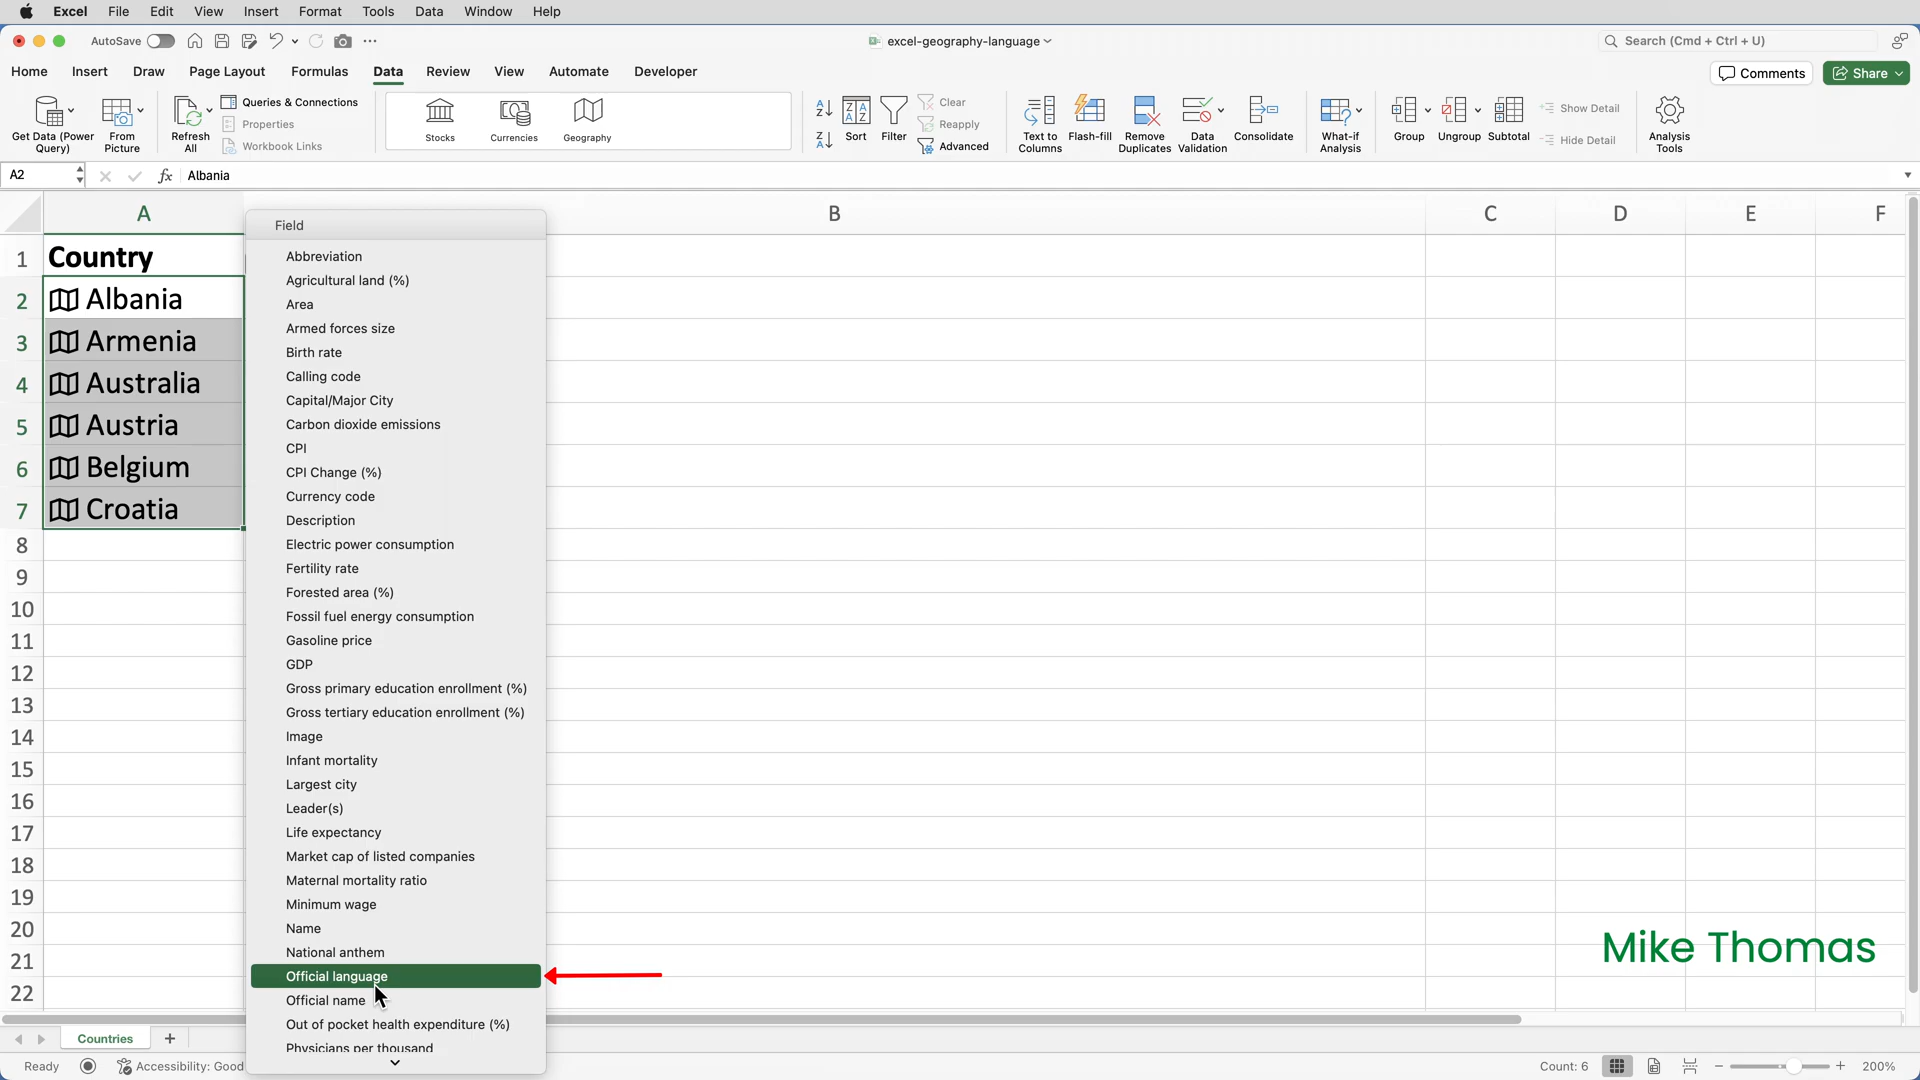 Excel File Edit View Insert Format Tools Data Window Help
AutoSave excel-geography-language Search (Cmd + Ctrl + U)
Home Insert Draw Page Layout Formulas Data Review View Automate Developer Comments Share
Get Data (Power Query) From Picture Refresh All Queries & Connections Properties Workbook Links
Stocks Currencies Geography
Sort Filter Clear Reapply Advanced
Text to Columns Flash-fill Remove Duplicates Data Validation Consolidate What-if Analysis
Group Ungroup Subtotal Show Detail Hide Detail Analysis Tools
A2 fx Albania
A B C D E F
1 Country
2 Albania
3 Armenia
4 Australia
5 Austria
6 Belgium
7 Croatia
8
9
10
11
12
13
14
15
16
17
18
19
20
21
22
Field
Abbreviation
Agricultural land (%)
Area
Armed forces size
Birth rate
Calling code
Capital/Major City
Carbon dioxide emissions
CPI
CPI Change (%)
Currency code
Description
Electric power consumption
Fertility rate
Forested area (%)
Fossil fuel energy consumption
Gasoline price
GDP
Gross primary education enrollment (%)
Gross tertiary education enrollment (%)
Image
Infant mortality
Largest city
Leader(s)
Life expectancy
Market cap of listed companies
Maternal mortality ratio
Minimum wage
Name
National anthem
Official language
Official name
Out of pocket health expenditure (%)
Physicians per thousand
Mike Thomas
Countries
Ready Accessibility: Good Count: 6 200%